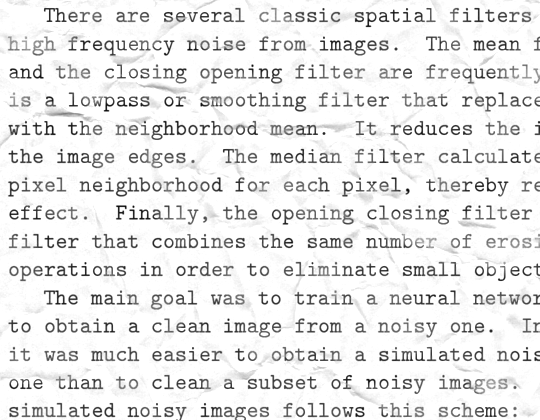 There are several classic spatial filters
high frequency noise from images. The mean f
and the closing opening filter are frequently
is a lowpass or smoothing filter that replace
with the neighborhood mean. It reduces the i
the image edges. The median filter calculate
pixel neighborhood for each pixel, thereby re
effect. Finally, the opening closing filter
filter that combines the same number of erosi
operations in order to eliminate small object
The main goal was to train a neural networ
to obtain a clean image from a noisy one. In
it was much easier to obtain a simulated nois
one than to clean a subset of noisy images.
simulated noisy images follows this scheme: